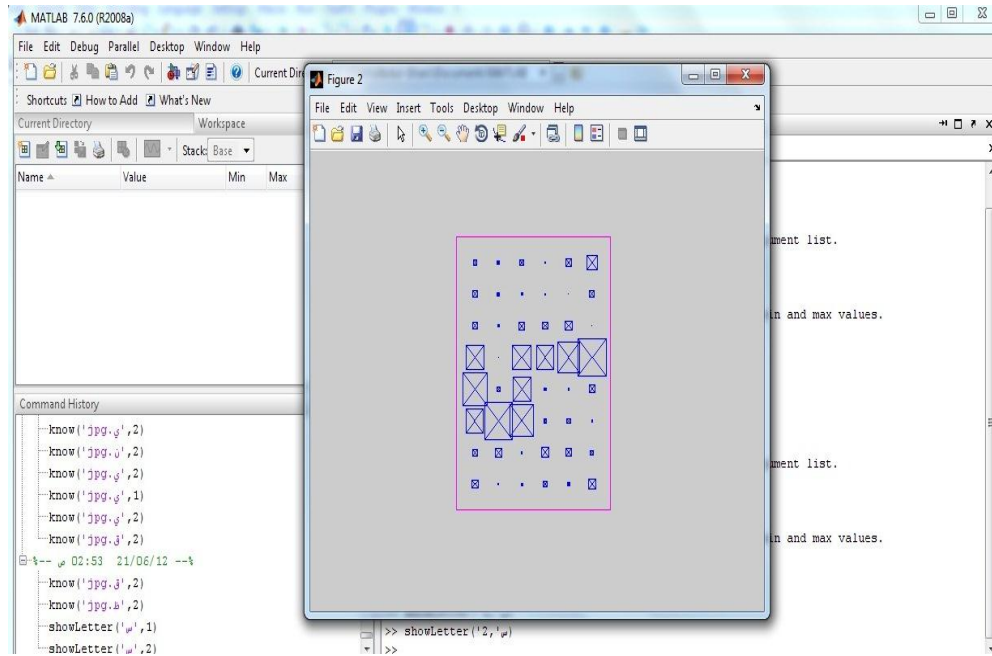 MATLAB 7.6.0 (R2008a)
File Edit Debug Parallel Desktop Window Help
Current Dire
Shortcuts How to Add What's New
Current Directory Workspace
Stack: Base
Name Value Min Max
Figure 2
File Edit View Insert Tools Desktop Window Help
ument list.
in and max values.
ument list.
in and max values.
Command History
know('jpg.ي',2)
know('jpg.ن',2)
know('jpg.ي',2)
know('jpg.ي',1)
know('jpg.ي',2)
know('jpg.ق',2)
%-- ص 02:53 21/06/12 --%
know('jpg.ق',2)
know('jpg.ظ',2)
showLetter('س',1)
showLetter('س',2)
>> showLetter('2,'س)
>>